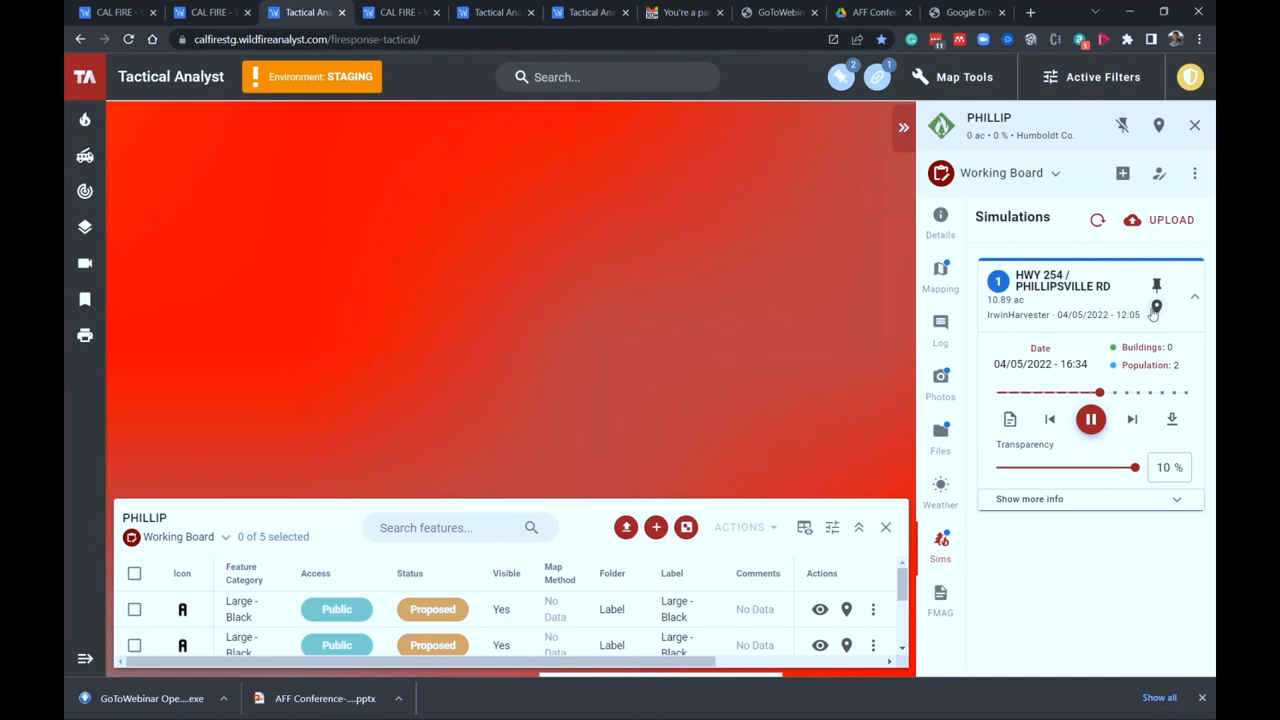 CAL FIRE - W
CAL FIRE - W
Tactical Ana
CAL FIRE - W
Tactical Ana
Tactical Ana
You're a pa
GoToWebin
AFF Confer
Google Dri
calfirestg.wildfireanalyst.com/firesponse-tactical/
TA
Tactical Analyst
Environment: STAGING
Search...
2
1
Map Tools
Active Filters
PHILLIP
0 ac • 0 % • Humboldt Co.
Working Board
Details
Mapping
Log
Photos
Files
Weather
Sims
FMAG
Simulations
UPLOAD
1
HWY 254 /
PHILLIPSVILLE RD
10.89 ac
IrwinHarvester · 04/05/2022 - 12:05
Date
04/05/2022 - 16:34
Buildings: 0
Population: 2
Transparency
10 %
Show more info
PHILLIP
Working Board
0 of 5 selected
Search features...
ACTIONS
Icon
Feature Category
Access
Status
Visible
Map Method
Folder
Label
Comments
Actions
A
Large - Black
Public
Proposed
Yes
No Data
Label
Large - Black
No Data
A
Large - Black
Public
Proposed
Yes
No Data
Label
Large - Black
No Data
GoToWebinar Ope....exe
AFF Conference-....pptx
Show all